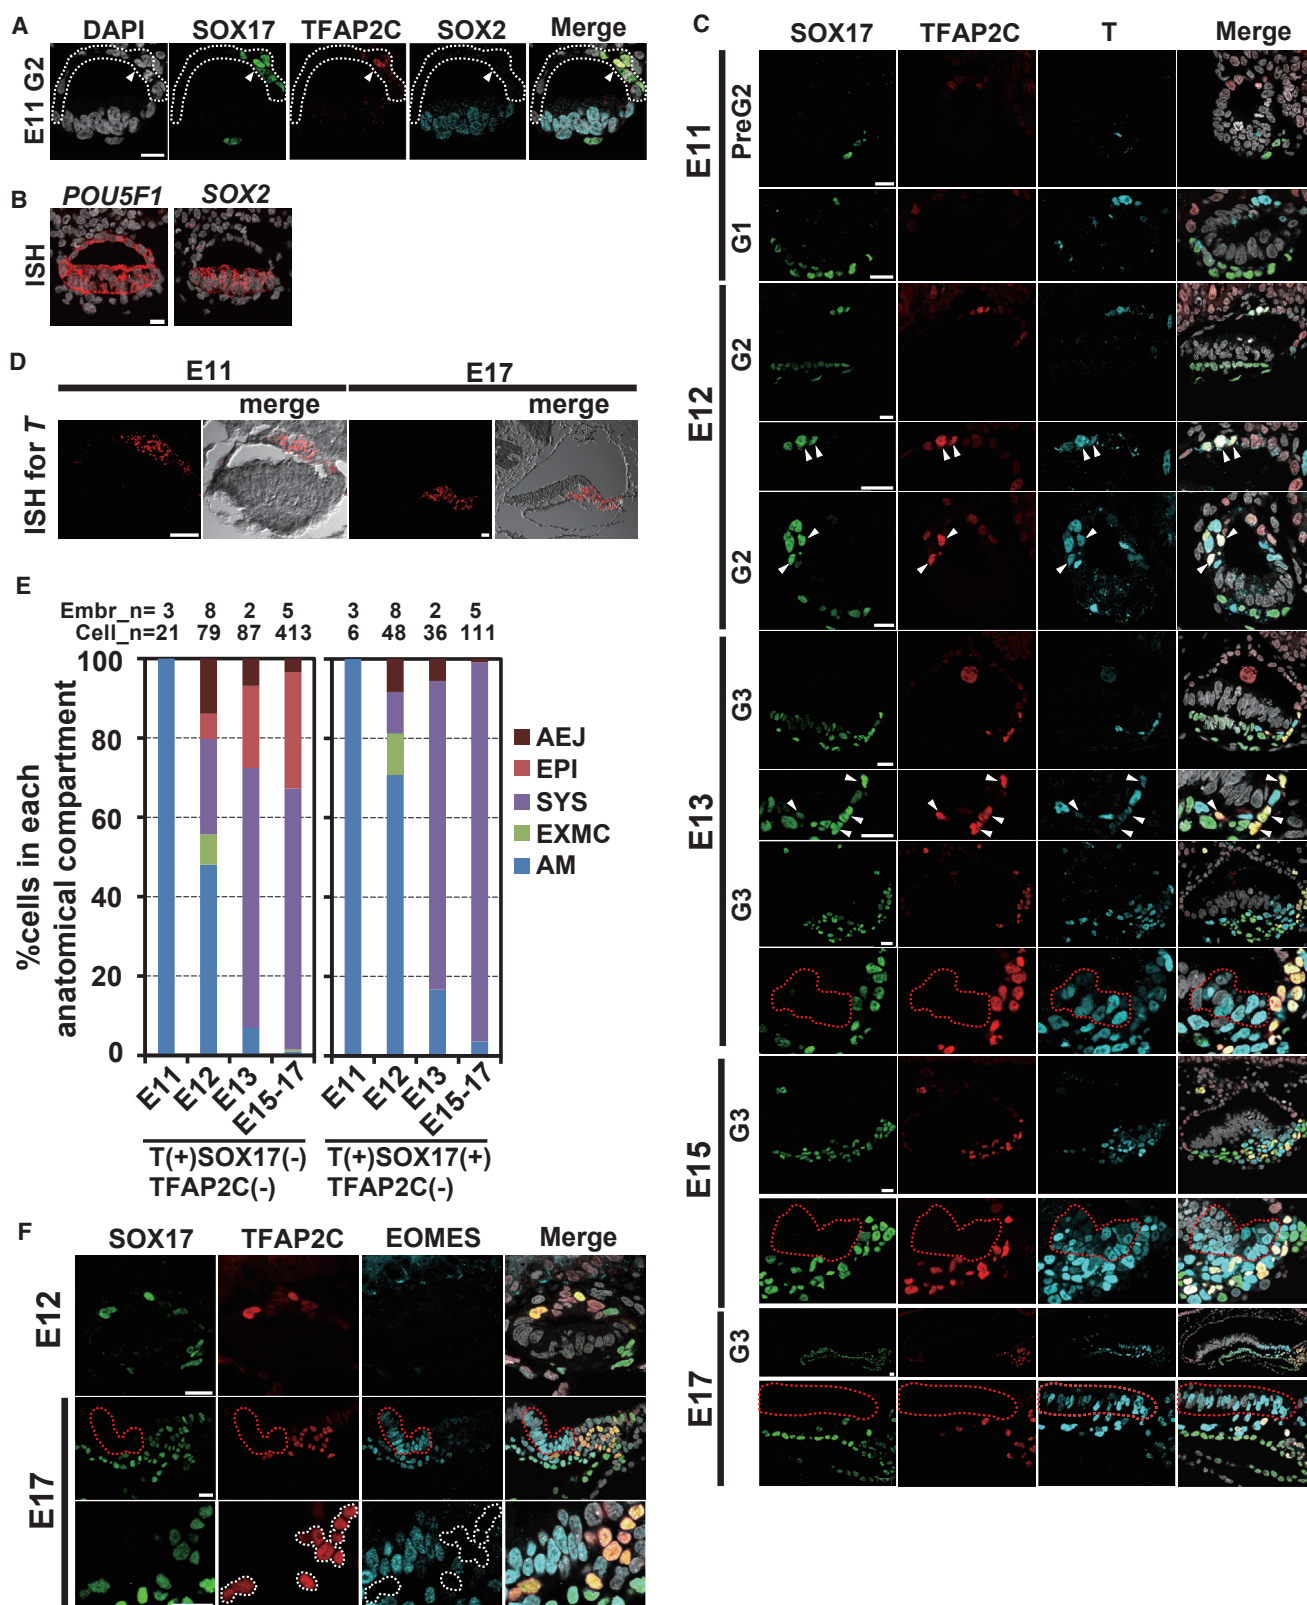 A
DAPI SOX17 TFAP2C SOX2 Merge
E11 G2
B
POU5F1 SOX2
ISH
D
E11 E17
merge merge
ISH for T
E
Embr_n= 3 8 2 5 3 8 2 5
Cell_n=21 79 87 413 6 48 36 111
100
80
60
40
20
0
%cells in each
anatomical compartment
AEJ
EPI
SYS
EXMC
AM
E11 E12 E13 E15-17 E11 E12 E13 E15-17
T(+)SOX17(-) T(+)SOX17(+)
TFAP2C(-) TFAP2C(-)
F
SOX17 TFAP2C EOMES Merge
E12
E17
C
SOX17 TFAP2C T Merge
E11
PreG2
G1
E12
G2
G2
E13
G3
G3
E15
G3
E17
G3